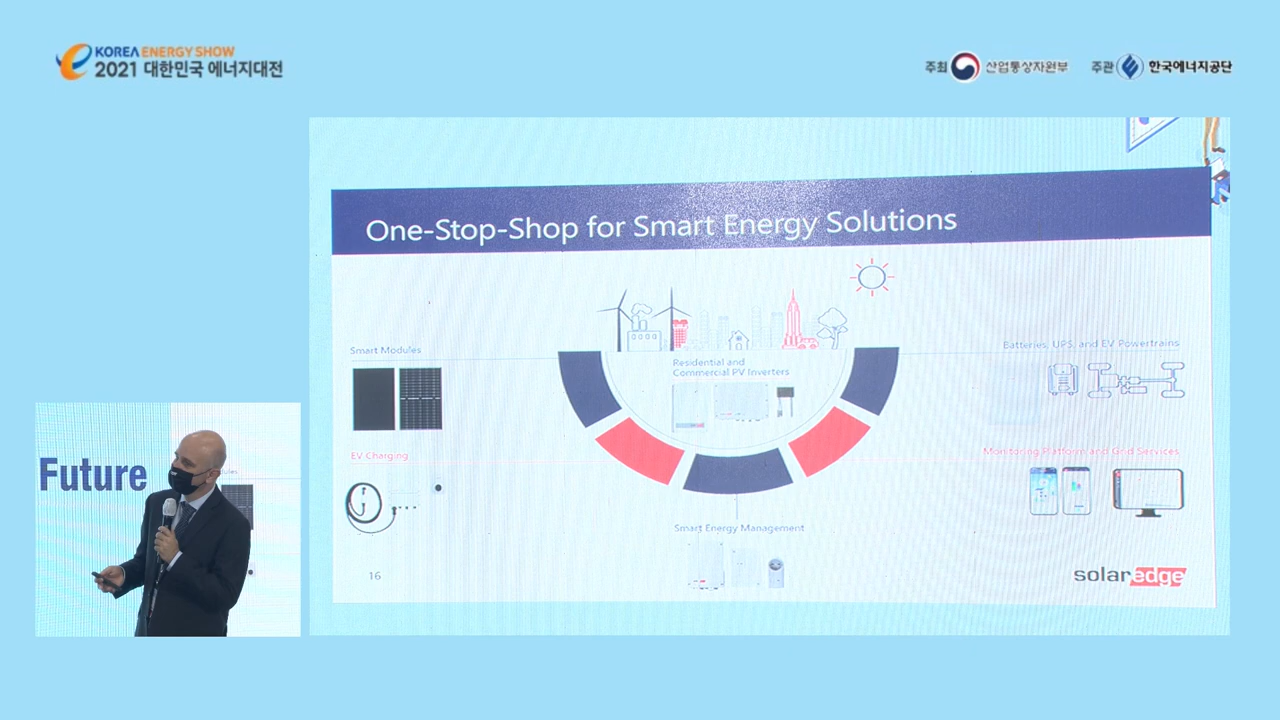 KOREA ENERGY SHOW
2021 대한민국 에너지대전
주최 산업통상자원부 주관 한국에너지공단
One-Stop-Shop for Smart Energy Solutions
Smart Modules
Residential and
Commercial PV Inverters
Batteries, UPS, and EV Powertrains
EV Charging
Monitoring Platform and Grid Services
Smart Energy Management
16
solaredge
Future